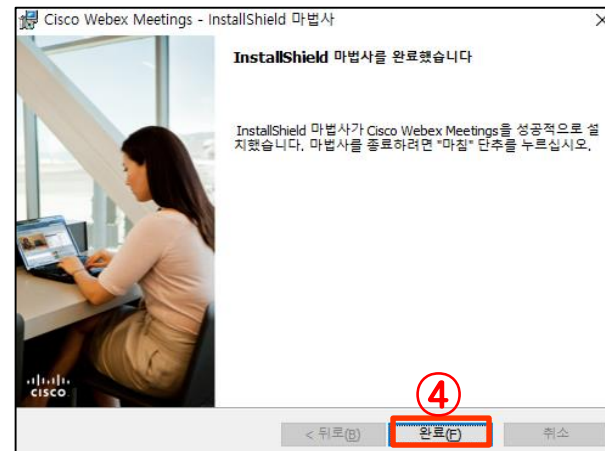 Cisco Webex Meetings - InstallShield 마법사
InstallShield 마법사를 완료했습니다
InstallShield 마법사가 Cisco Webex Meetings을 성공적으로 설
치했습니다. 마법사를 종료하려면 "마침" 단추를 누르십시오.
CISCO
④
< 뒤로(B) 완료(F) 취소